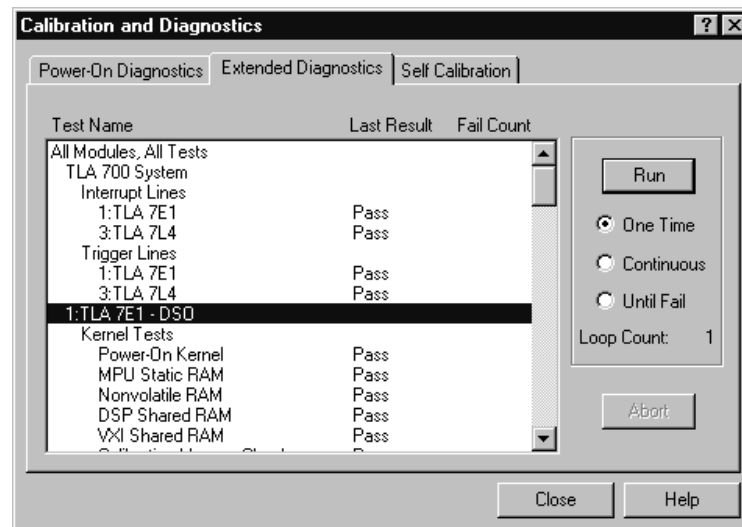 Calibration and Diagnostics
Power-On Diagnostics Extended Diagnostics Self Calibration
Test Name Last Result Fail Count
All Modules, All Tests
TLA 700 System
Interrupt Lines
1:TLA 7E1 Pass
3:TLA 7L4 Pass
Trigger Lines
1:TLA 7E1 Pass
3:TLA 7L4 Pass
1:TLA 7E1 - DSO
Kernel Tests
Power-On Kernel Pass
MPU Static RAM Pass
Nonvolatile RAM Pass
DSP Shared RAM Pass
VXI Shared RAM Pass
Run
One Time
Continuous
Until Fail
Loop Count: 1
Abort
Close Help